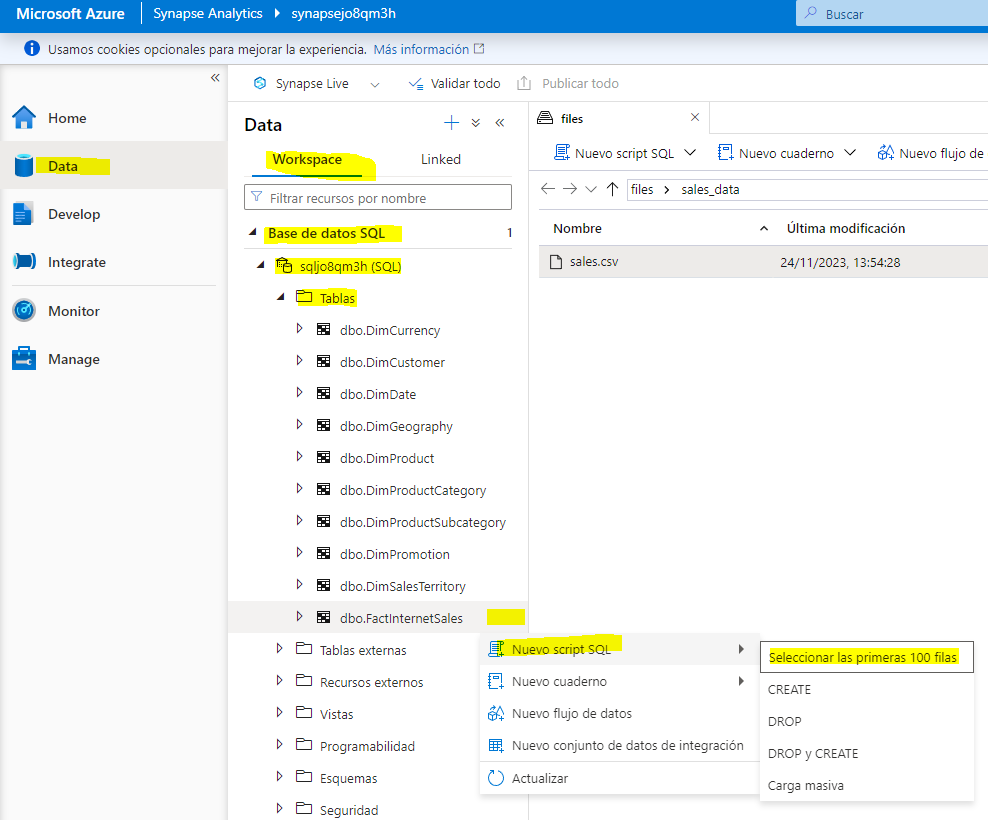 Microsoft Azure Synapse Analytics synapsejo8qm3h Buscar
Usamos cookies opcionales para mejorar la experiencia. Más información
Home
Data
Develop
Integrate
Monitor
Manage
Synapse Live Validar todo Publicar todo
Data
Workspace Linked
Filtrar recursos por nombre
Base de datos SQL 1
sqljo8qm3h (SQL)
Tablas
dbo.DimCurrency
dbo.DimCustomer
dbo.DimDate
dbo.DimGeography
dbo.DimProduct
dbo.DimProductCategory
dbo.DimProductSubcategory
dbo.DimPromotion
dbo.DimSalesTerritory
dbo.FactInternetSales
Tablas externas
Recursos externos
Vistas
Programabilidad
Esquemas
Seguridad
files
Nuevo script SQL Nuevo cuaderno Nuevo flujo de
files sales_data
Nombre Última modificación
sales.csv 24/11/2023, 13:54:28
Nuevo script SQL
Nuevo cuaderno
Nuevo flujo de datos
Nuevo conjunto de datos de integración
Actualizar
Seleccionar las primeras 100 filas
CREATE
DROP
DROP y CREATE
Carga masiva